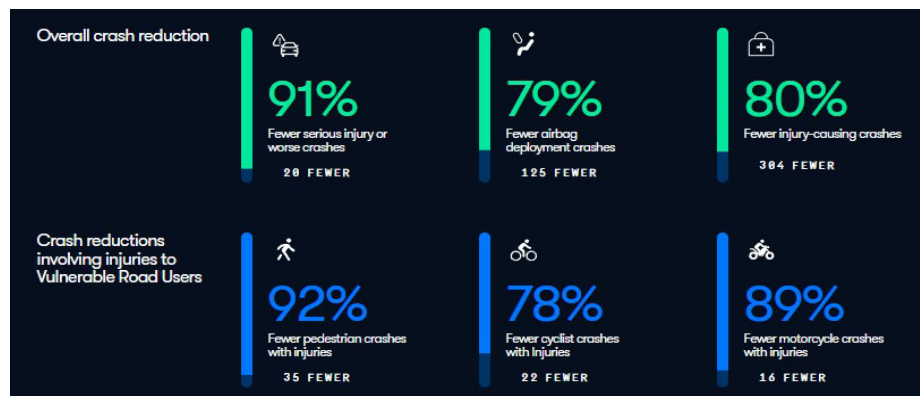 Overall crash reduction
91%
Fewer serious injury or
worse crashes
20 FEWER
79%
Fewer airbag
deployment crashes
125 FEWER
80%
Fewer injury-causing crashes
304 FEWER
Crash reductions
involving injuries to
Vulnerable Road Users
92%
Fewer pedestrian crashes
with injuries
35 FEWER
78%
Fewer cyclist crashes
with Injuries
22 FEWER
89%
Fewer motorcycle crashes
with injuries
16 FEWER